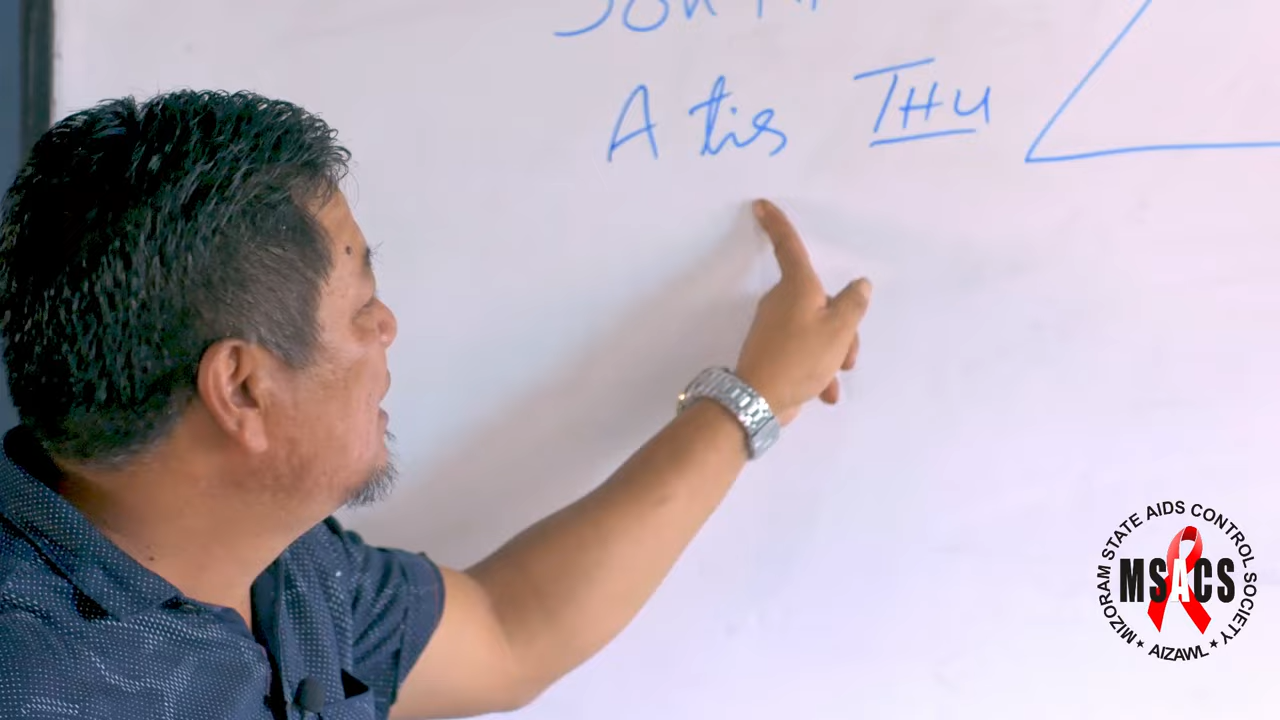 A tis THU
MIZORAM STATE AIDS CONTROL SOCIETY
MSACS
★ AIZAWL ★